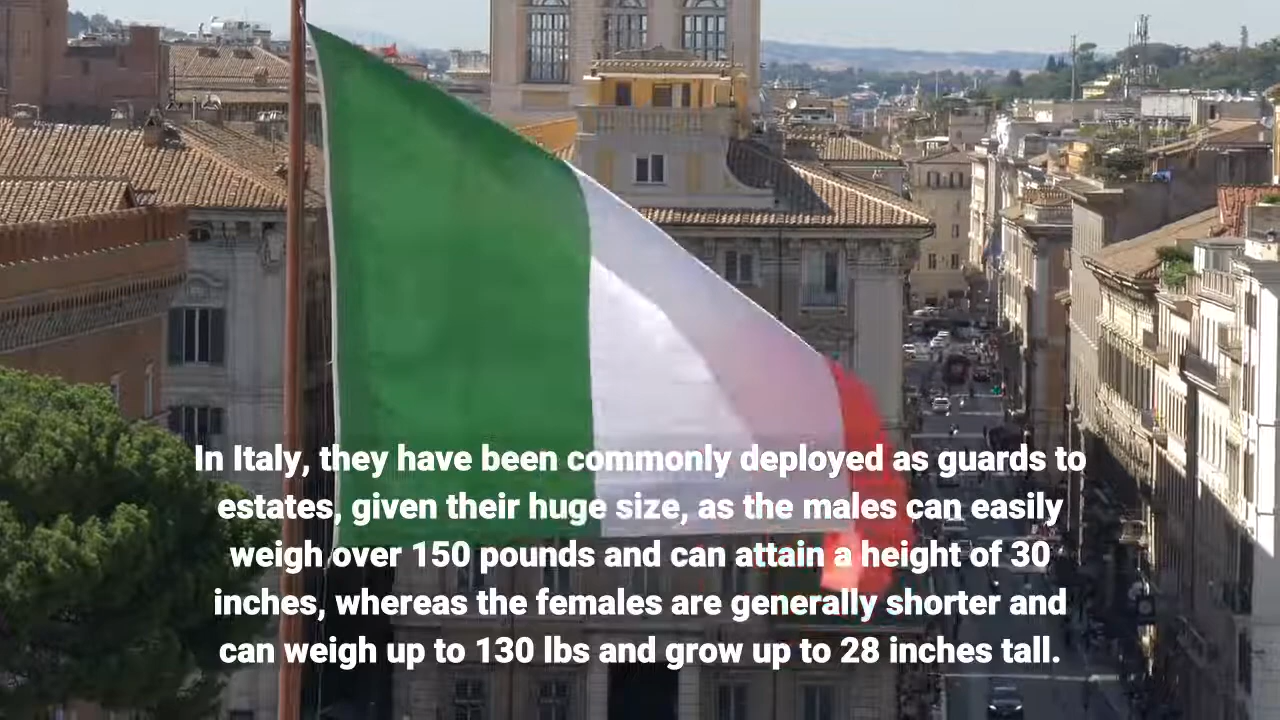 In Italy, they have been commonly deployed as guards to
estates, given their huge size, as the males can easily
weigh over 150 pounds and can attain a height of 30
inches, whereas the females are generally shorter and
can weigh up to 130 lbs and grow up to 28 inches tall.